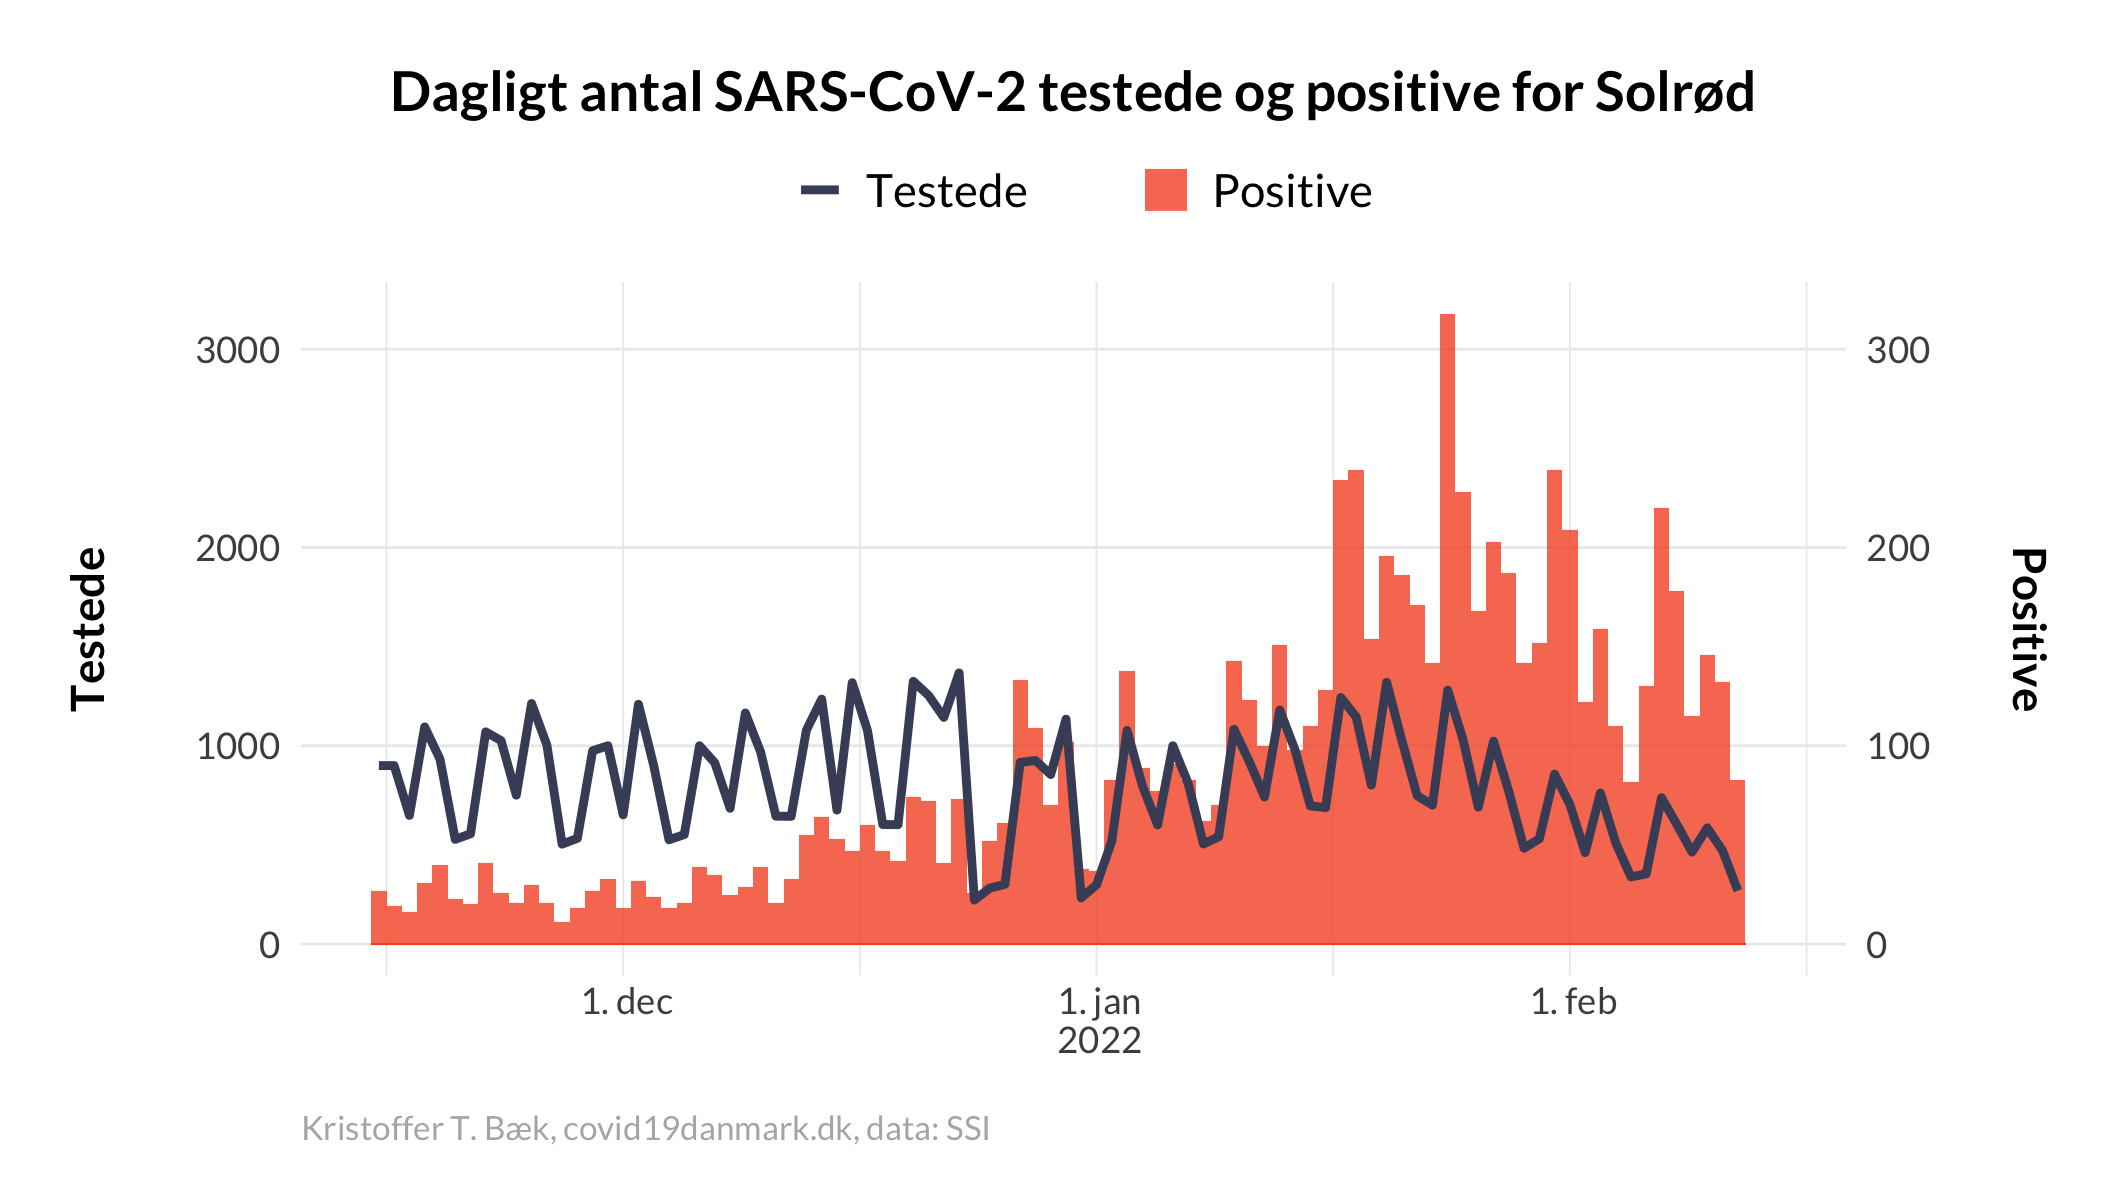 Dagligt antal SARS-CoV-2 testede og positive for Solrød
Testede
Positive
3000
2000
1000
0
300
200
100
0
Testede
Positive
1. dec
1. jan
2022
1. feb
Kristoffer T. Bæk, covid19danmark.dk, data: SSI